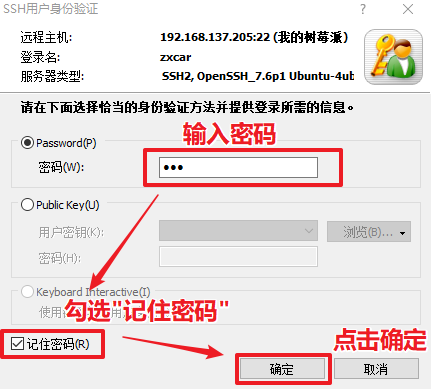 SSH用户身份验证
远程主机: 192.168.137.205:22 (我的树莓派)
登录名: zxcar
服务器类型: SSH2, OpenSSH_7.6p1 Ubuntu-4ub
请在下面选择恰当的身份验证方法并提供登录所需的信息。
Password(P)
输入密码
密码(W):
Public Key(U)
用户密钥(K):
浏览(B)...
密码(H):
Keyboard Interactive(I)
勾选"记住密码"
记住密码(R)
点击确定
确定
取消